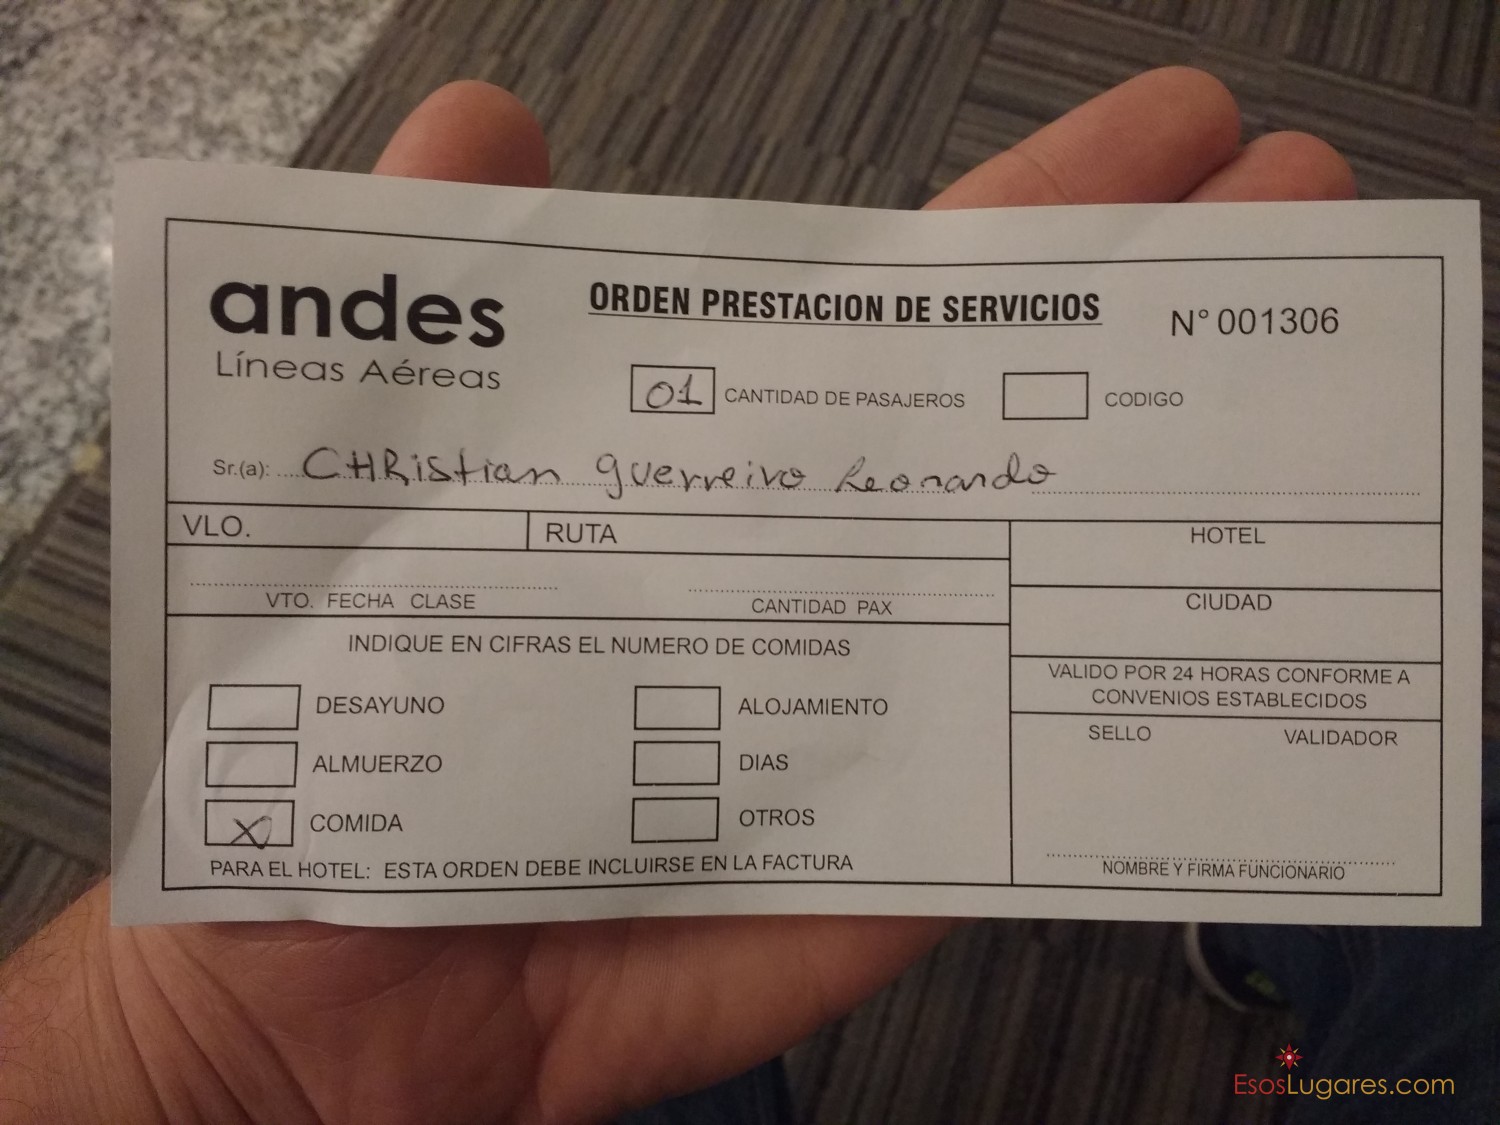 andes
Líneas Aéreas
ORDEN PRESTACION DE SERVICIOS
N° 001306
01 CANTIDAD DE PASAJEROS
CODIGO
Sr.(a): CHRistian guerreiro Leonardo
VLO.
RUTA
HOTEL
VTO. FECHA CLASE
CANTIDAD PAX
CIUDAD
INDIQUE EN CIFRAS EL NUMERO DE COMIDAS
VALIDO POR 24 HORAS CONFORME A
CONVENIOS ESTABLECIDOS
DESAYUNO
ALOJAMIENTO
SELLO
VALIDADOR
ALMUERZO
DIAS
X COMIDA
OTROS
PARA EL HOTEL: ESTA ORDEN DEBE INCLUIRSE EN LA FACTURA
NOMBRE Y FIRMA FUNCIONARIO
EsosLugares.com